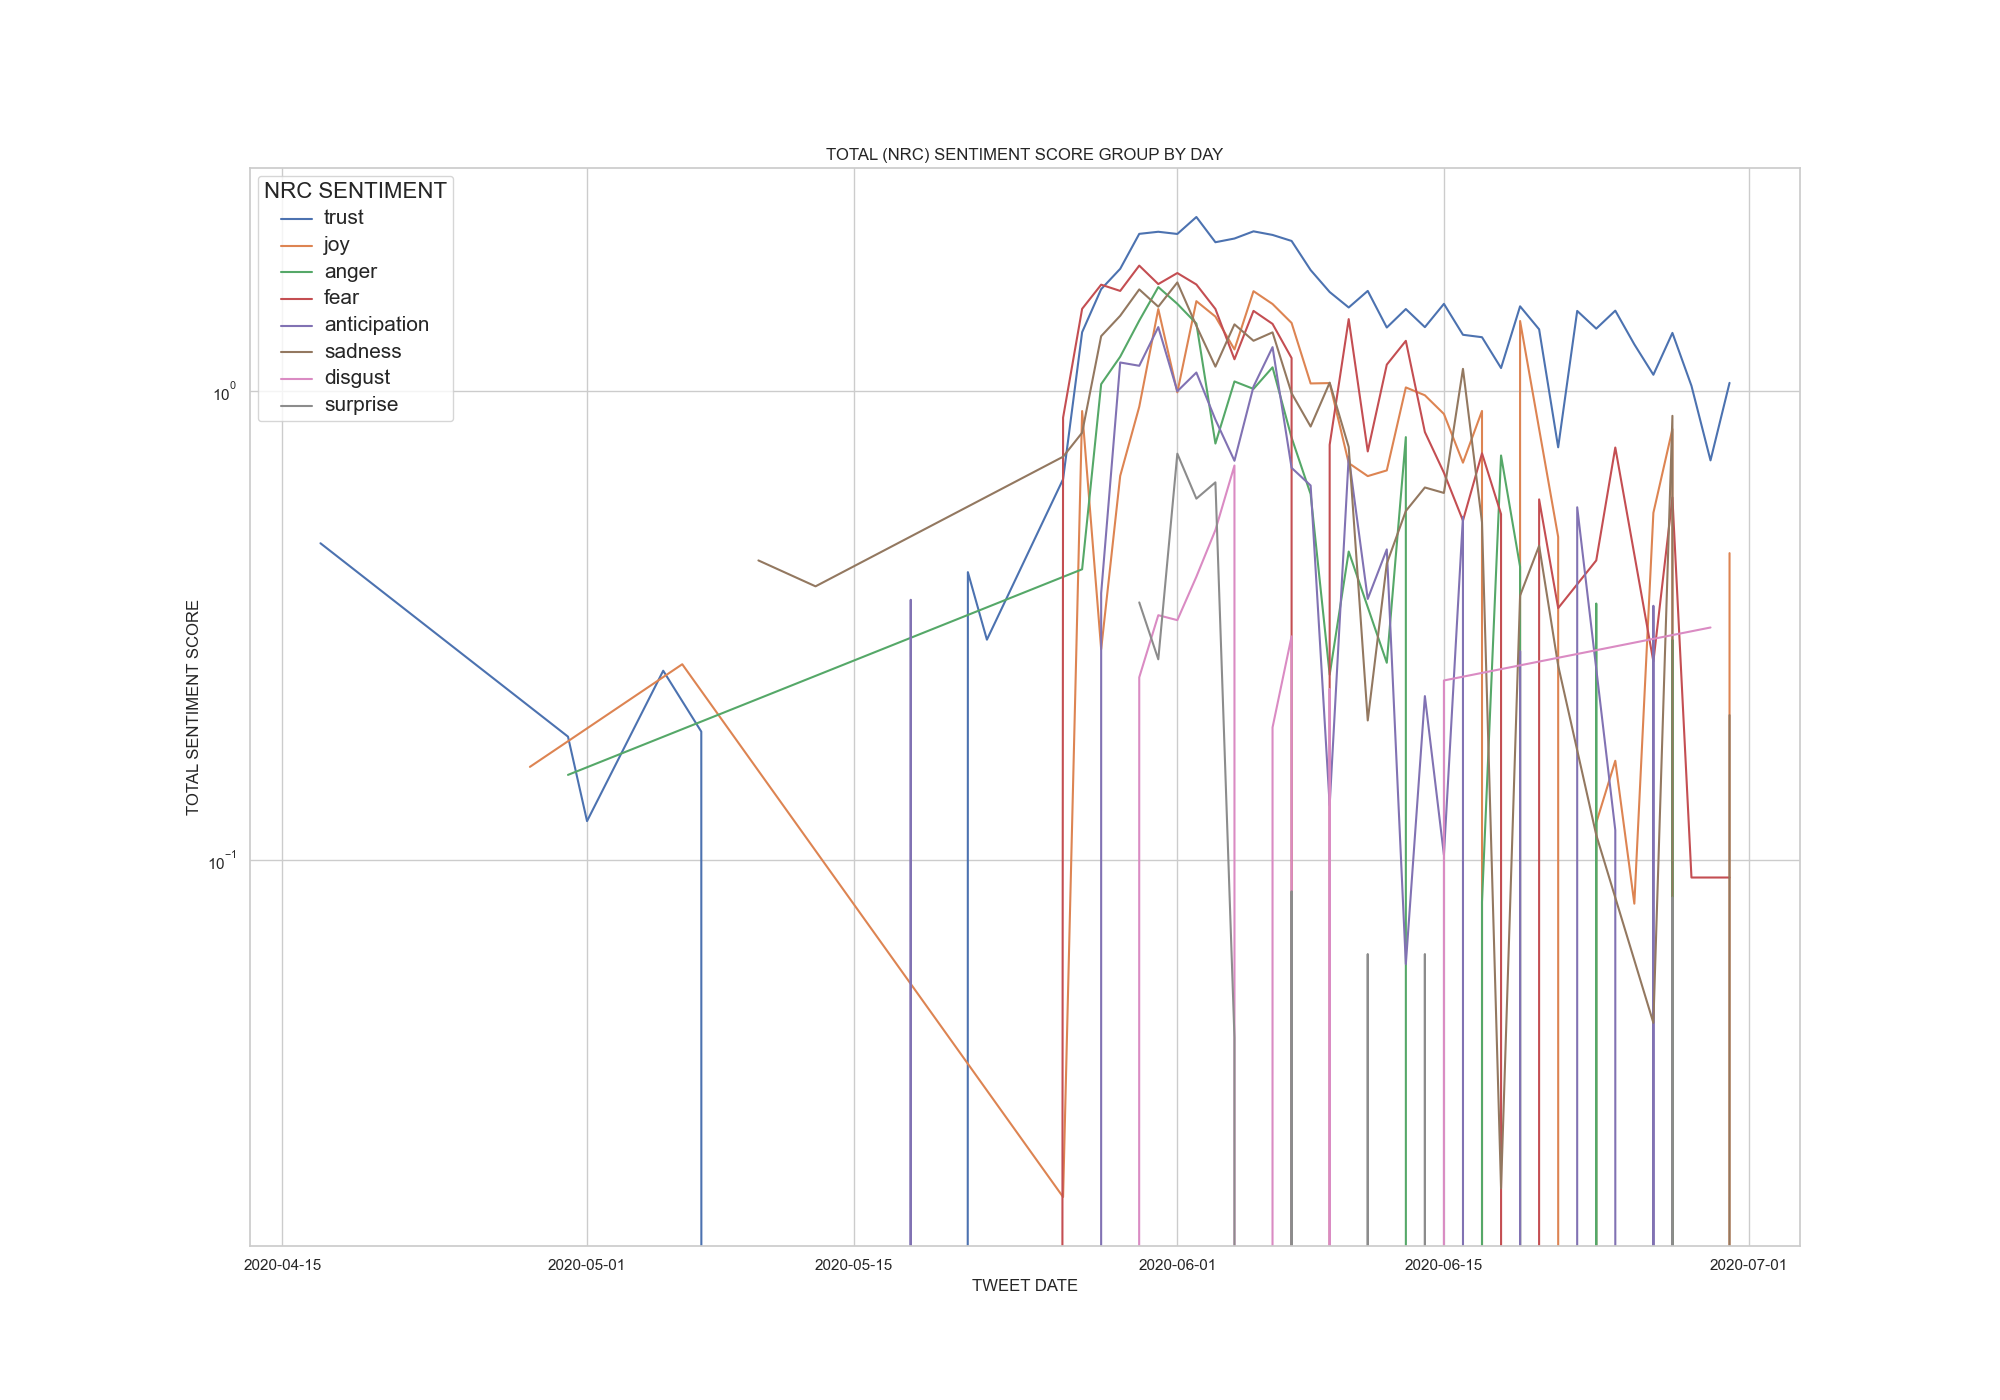 TOTAL (NRC) SENTIMENT SCORE GROUP BY DAY
NRC SENTIMENT
trust
joy
anger
fear
anticipation
sadness
disgust
surprise
10⁰
10⁻¹
TOTAL SENTIMENT SCORE
2020-04-15 2020-05-01 2020-05-15 2020-06-01 2020-06-15 2020-07-01
TWEET DATE